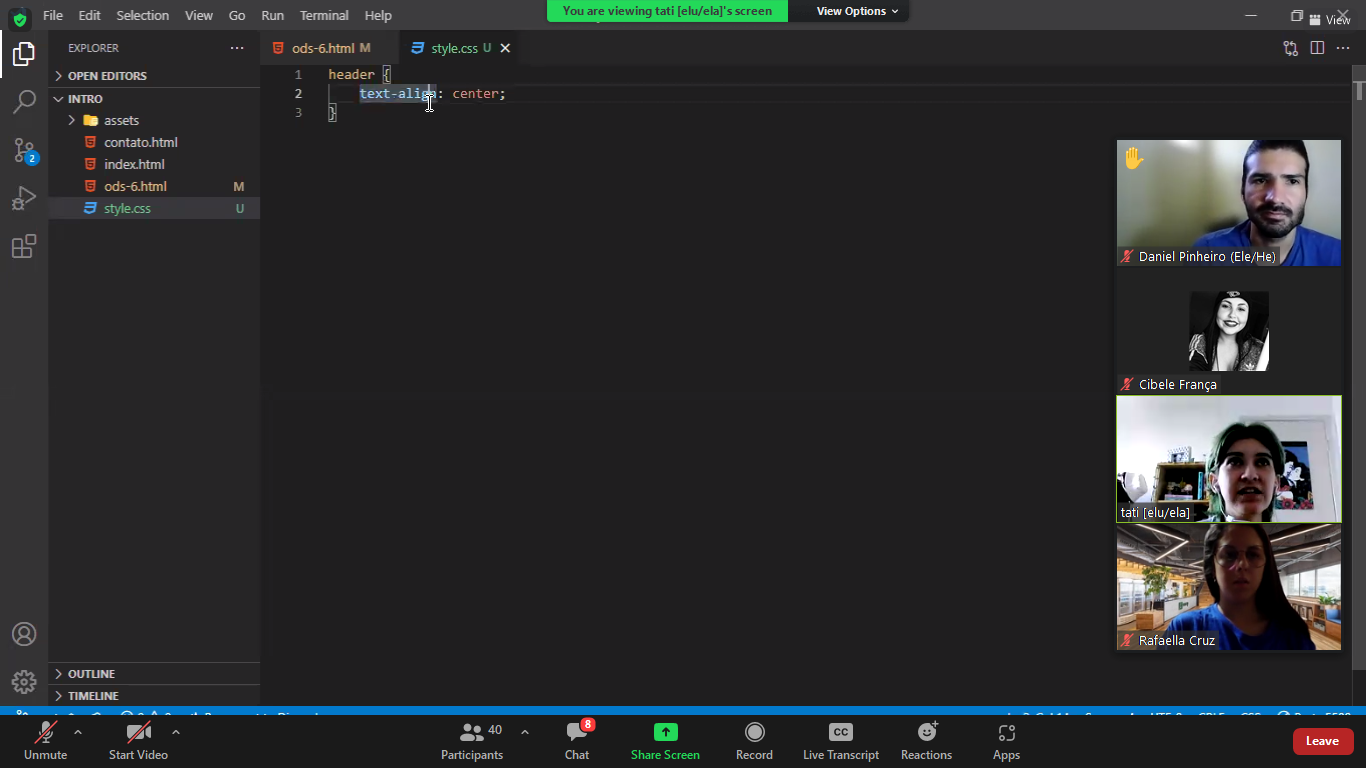 File Edit Selection View Go Run Terminal Help
You are viewing tati [elu/ela]'s screen
View Options
View
EXPLORER
OPEN EDITORS
INTRO
assets
contato.html
index.html
ods-6.html M
style.css U
2
OUTLINE
TIMELINE
ods-6.html M
style.css U
1 header {
2 text-align: center;
3 }
Daniel Pinheiro (Ele/He)
Cibele França
tati [elu/ela]
Rafaella Cruz
Unmute
Start Video
Participants 40
Chat 8
Share Screen
Record
CC Live Transcript
Reactions
Apps
Leave